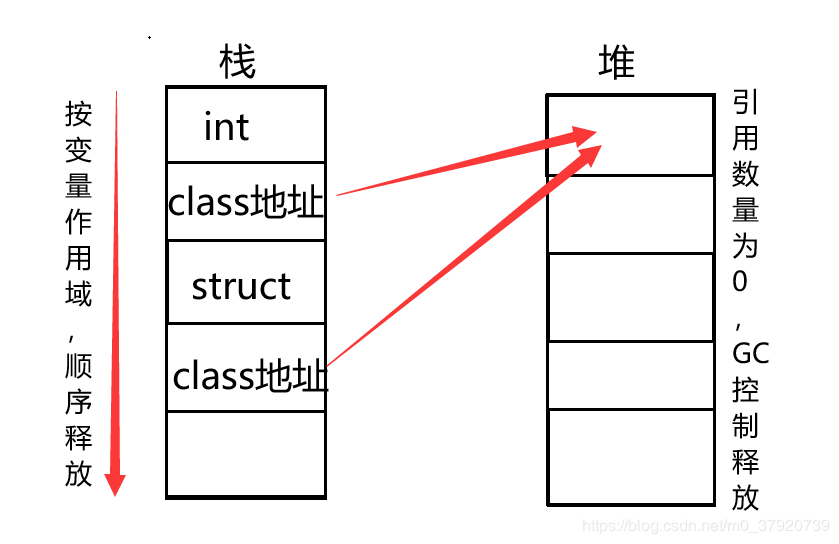 栈
堆
按变量作用域,顺序释放
int
class地址
struct
class地址
引用数量为0,GC控制释放
https://blog.csdn.net/m0_37920739